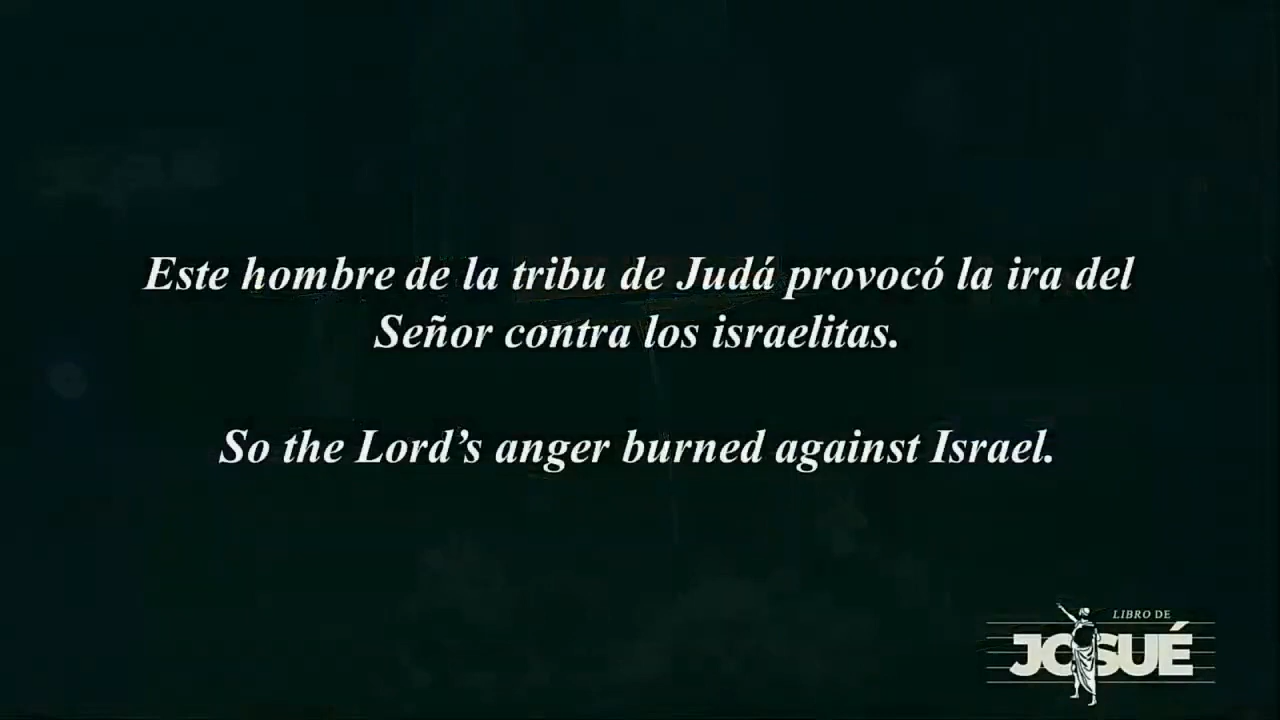 Este hombre de la tribu de Judá provocó la ira del
Señor contra los israelitas.
So the Lord’s anger burned against Israel.
LIBRO DE
JOSUÉ